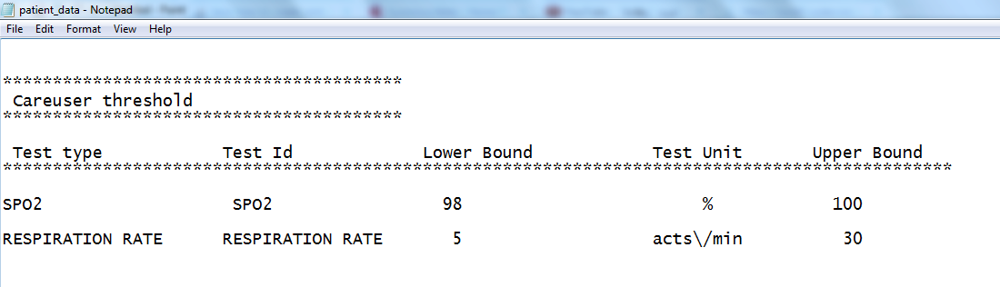 patient_data - Notepad
File Edit Format View Help
****************************************
Careuser threshold
****************************************
Test type Test Id Lower Bound Test Unit Upper Bound
***********************************************************************************************
SPO2 SPO2 98 % 100
RESPIRATION RATE RESPIRATION RATE 5 acts\/min 30